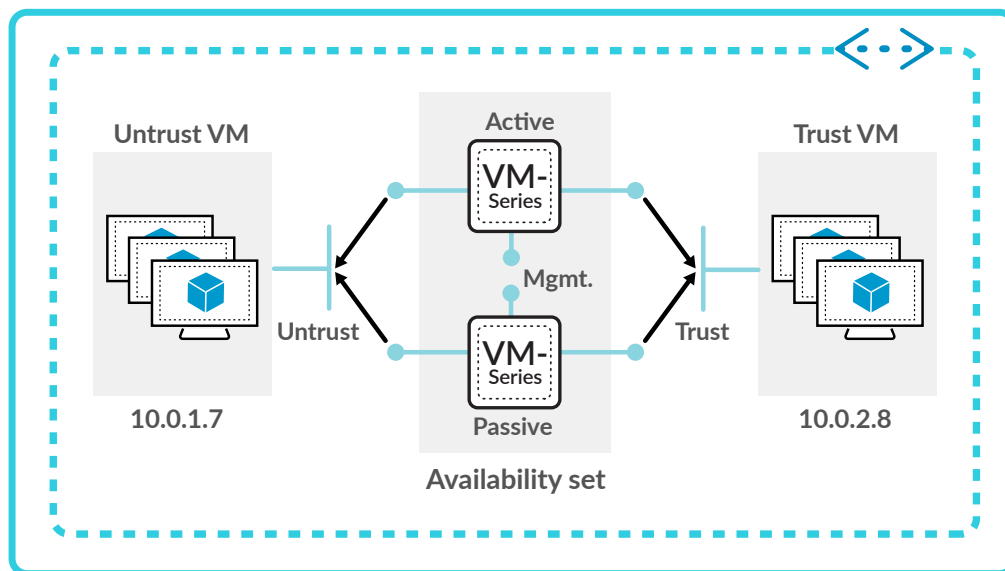 Untrust VM
10.0.1.7
Untrust
Active
VM-
Series
Mgmt.
VM-
Series
Passive
Availability set
Trust VM
Trust
10.0.2.8